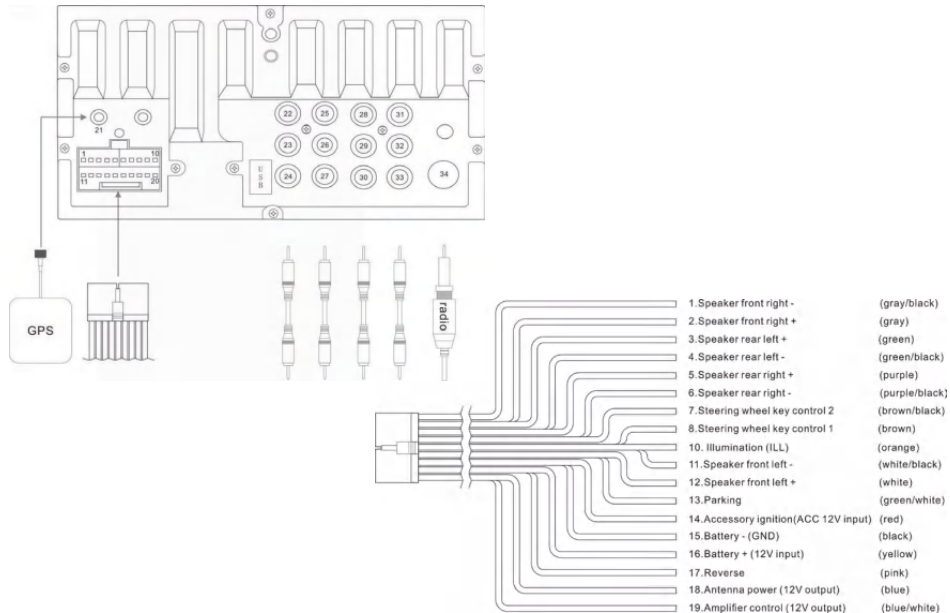 22 25 28 31
21
23 26 29 32
1 10
USB
24 27 30 33 34
11 20
GPS
radio
1.Speaker front right - (gray/black)
2.Speaker front right + (gray)
3.Speaker rear left + (green)
4.Speaker rear left - (green/black)
5.Speaker rear right + (purple)
6.Speaker rear right - (purple/black)
7.Steering wheel key control 2 (brown/black)
8.Steering wheel key control 1 (brown)
10. Illumination (ILL) (orange)
11.Speaker front left - (white/black)
12.Speaker front left + (white)
13.Parking (green/white)
14.Accessory ignition(ACC 12V input) (red)
15.Battery - (GND) (black)
16.Battery + (12V input) (yellow)
17.Reverse (pink)
18.Antenna power (12V output) (blue)
19.Amplifier control (12V output) (blue/white)